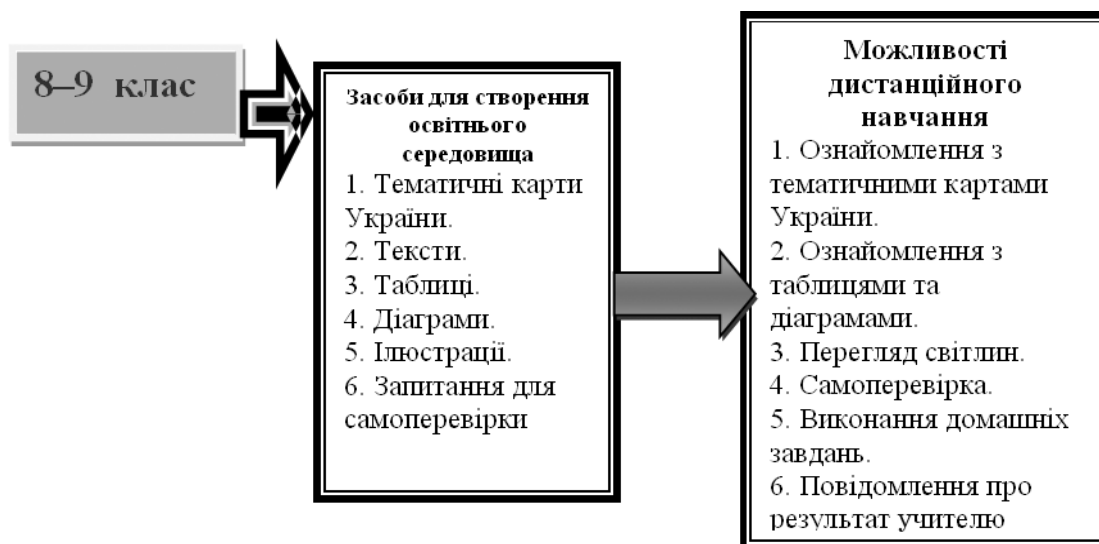 8–9 клас
Засоби для створення
освітнього
середовища
1. Тематичні карти
України.
2. Тексти.
3. Таблиці.
4. Діаграми.
5. Ілюстрації.
6. Запитання для
самоперевірки
Можливості
дистанційного
навчання
1. Ознайомлення з
тематичними картами
України.
2. Ознайомлення з
таблицями та
діаграмами.
3. Перегляд світлин.
4. Самоперевірка.
5. Виконання домашніх
завдань.
6. Повідомлення про
результат учителю